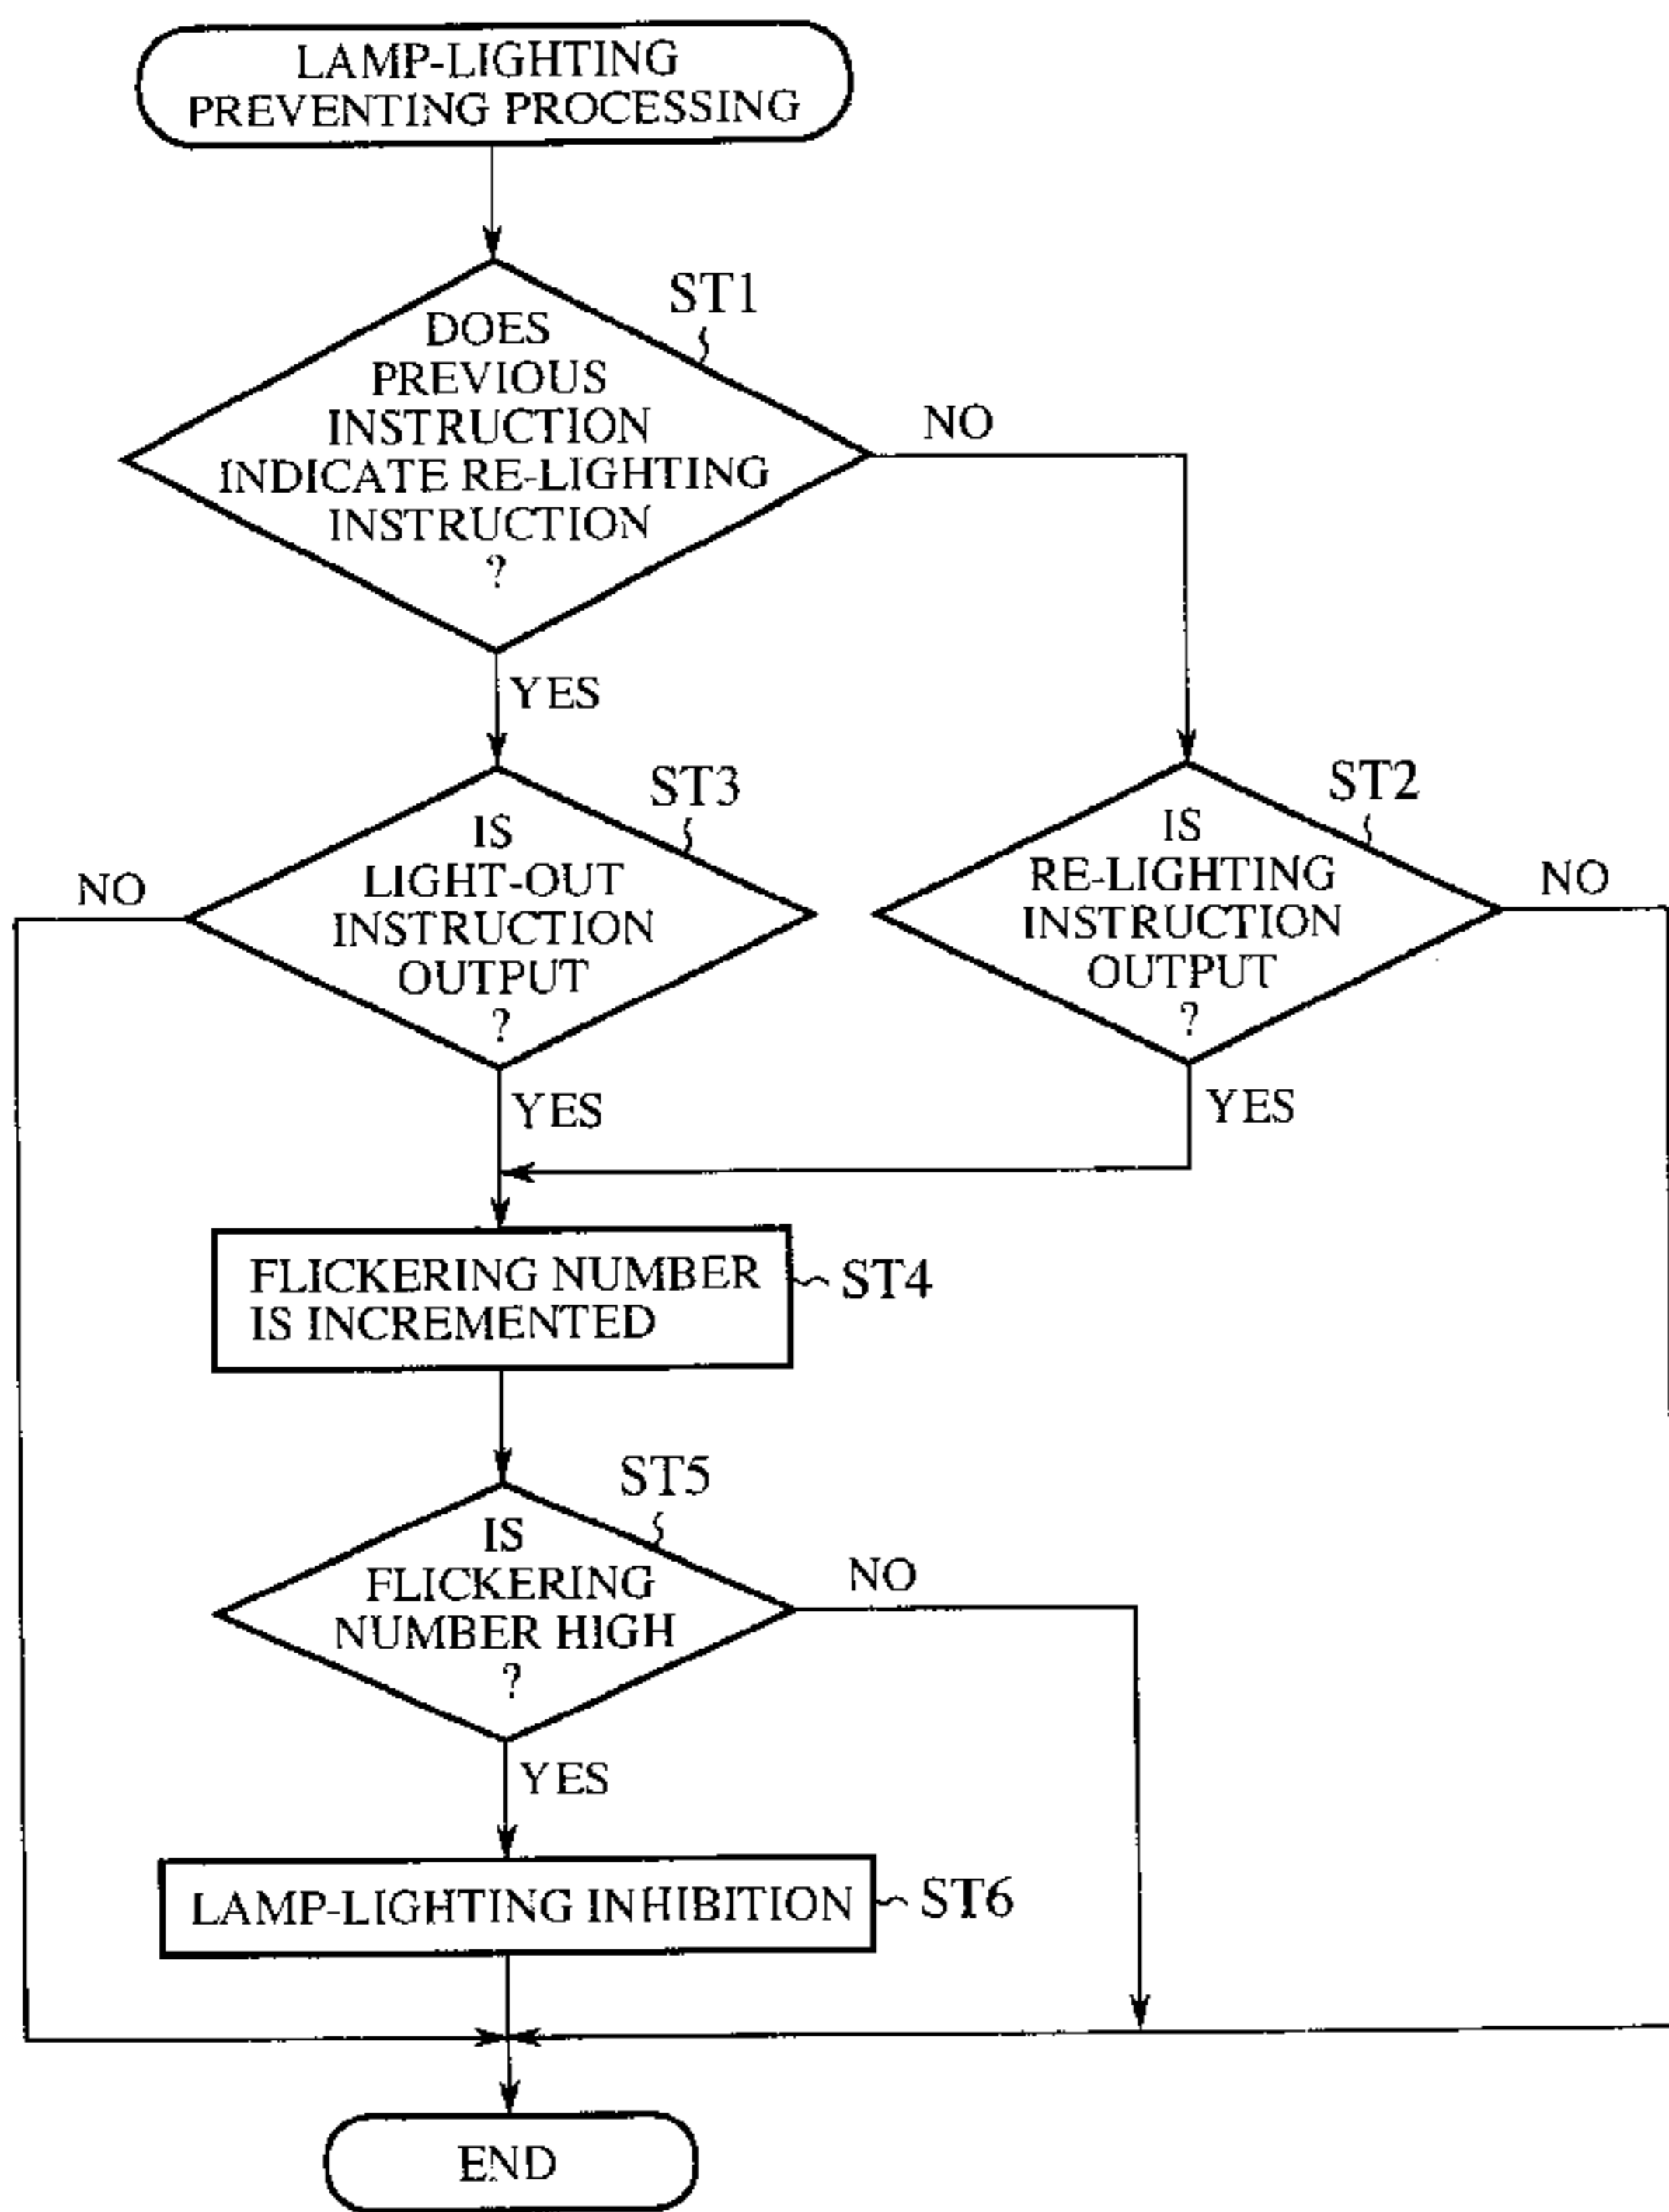 LAMP-LIGHTING
PREVENTING PROCESSING
ST1
DOES
PREVIOUS
INSTRUCTION
INDICATE RE-LIGHTING
INSTRUCTION
?
NO
YES
ST3
IS
LIGHT-OUT
INSTRUCTION
OUTPUT
?
NO
YES
ST2
IS
RE-LIGHTING
INSTRUCTION
OUTPUT
?
NO
YES
FLICKERING NUMBER
IS INCREMENTED
ST4
ST5
IS
FLICKERING
NUMBER HIGH
?
NO
YES
LAMP-LIGHTING INHIBITION
ST6
END